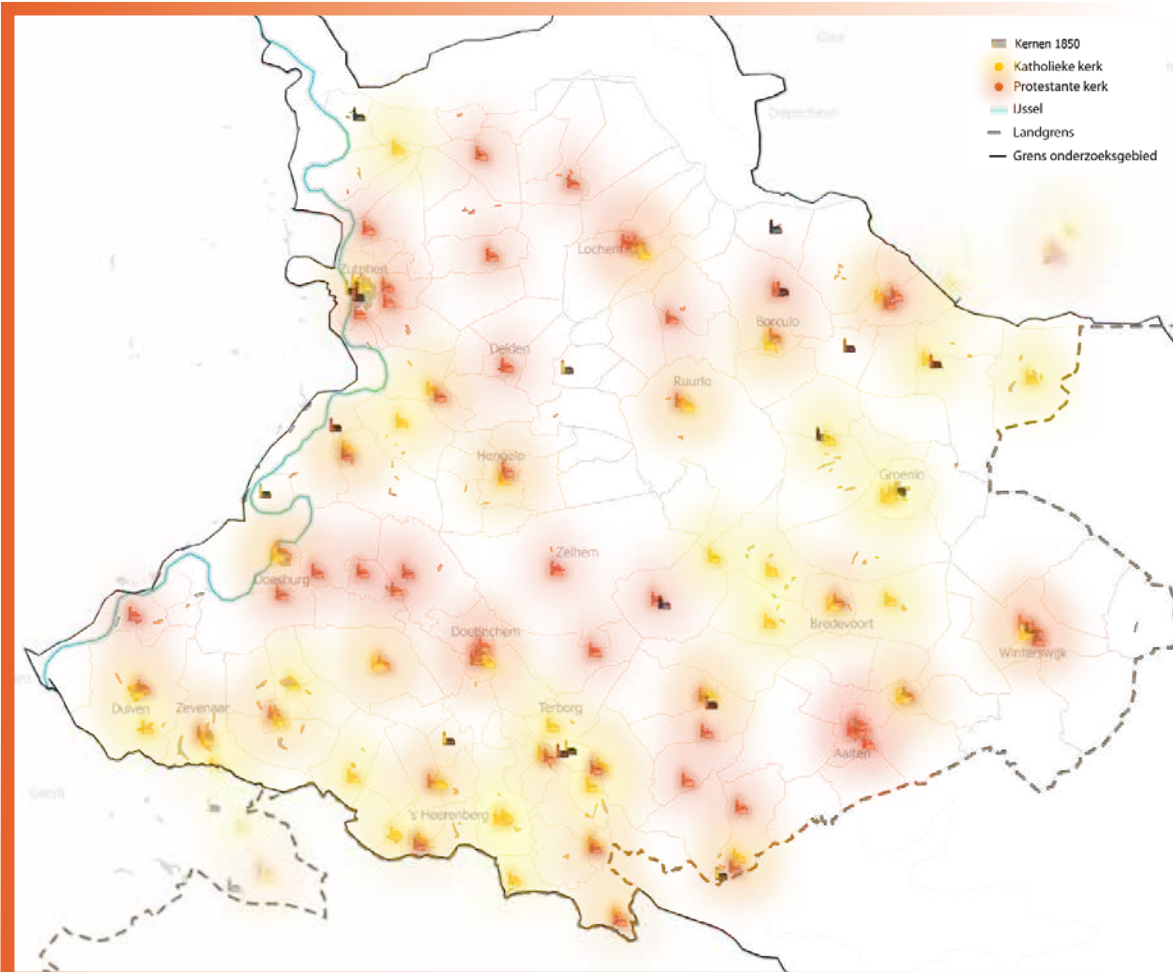 Kernen 1850
Katholieke kerk
Protestante kerk
IJssel
Landgrens
Grens onderzoeksgebied
Lochem
Zutphen
Borculo
Delden
Ruurlo
Hengelo
Groenlo
Zelhem
Doesburg
Bredevoort
Doetinchem
Winterswijk
Duiven
Zevenaar
Terborg
Aalten
's Heerenberg